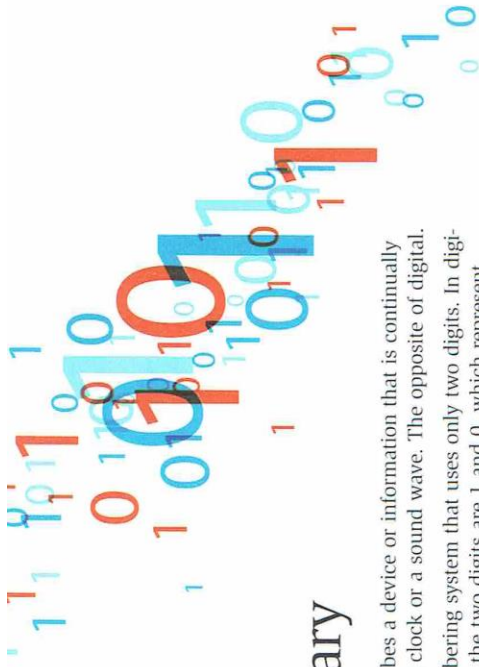 ary
bes a device or information that is continually
clock or a sound wave. The opposite of digital.
bering system that uses only two digits. In digi-
the two digits are 1 and 0, which represent